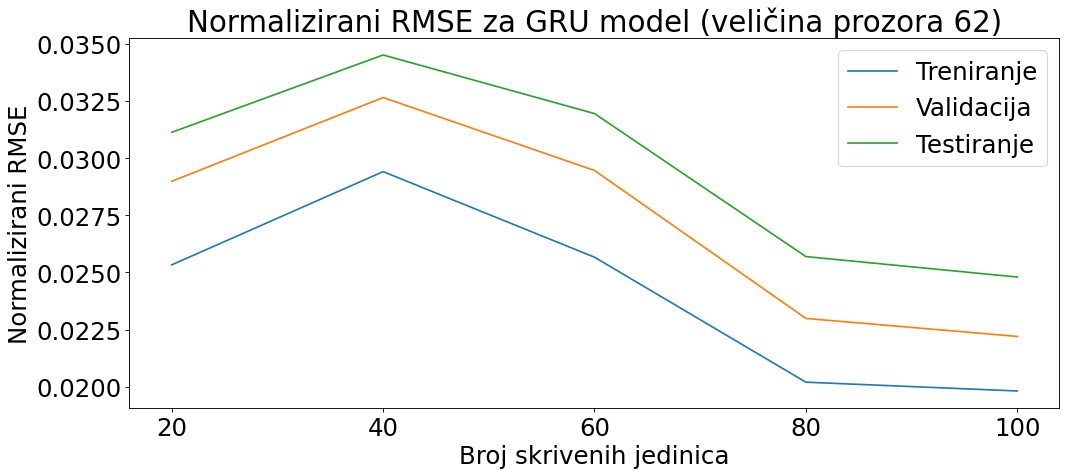 Normalizirani RMSE za GRU model (veličina prozora 62)
Normalizirani RMSE
0.0350
0.0325
0.0300
0.0275
0.0250
0.0225
0.0200
Treniranje
Validacija
Testiranje
20 40 60 80 100
Broj skrivenih jedinica